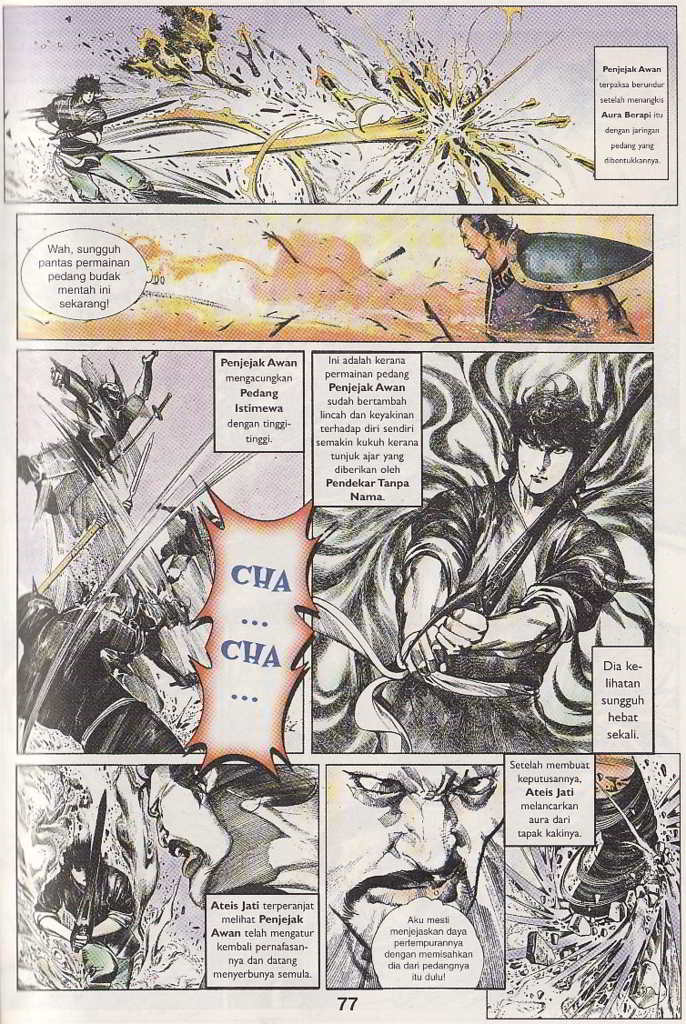 Penjejak Awan
terpaksa berundur
setelah menangkis
Aura Berapi itu
dengan jaringan
pedang yang
dibontukkannya.
Wah, sungguh
pantas permainan
pedang budak
mentah ini
sekarang!
Penjejak Awan
mengacungkan
Pedang
Istimewa
dengan tinggi-
tinggi.
Ini adalah kerana
permainan pedang
Penjejak Awan
sudah bertambah
lincah dan keyakinan
terhadap diri sendiri
semakin kukuh kerana
tunjuk ajar yang
diberikan oleh
Pendekar Tanpa
Nama.
CHA
...
CHA
...
Dia ke-
lihatan
sungguh
hebat
sekali.
Ateis Jati terperanjat
melihat Penjejak
Awan telah mengatur
kembali pernafasan-
nya dan datang
menyerbunya semula.
Aku mesti
menjejaskan daya
pertempurannya
dengan memisahkan
dia dari pedangnya
itu dulu!
Setelah membuat
keputusannya,
Ateis Jati
melancarkan
aura dari
tapak kakinya.
77